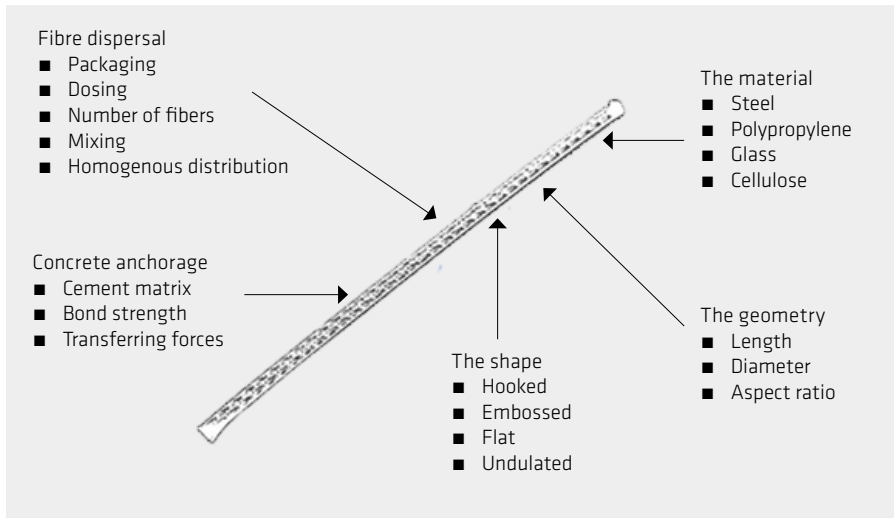 Fibre dispersal
■ Packaging
■ Dosing
■ Number of fibers
■ Mixing
■ Homogenous distribution
Concrete anchorage
■ Cement matrix
■ Bond strength
■ Transferring forces
The shape
■ Hooked
■ Embossed
■ Flat
■ Undulated
The material
■ Steel
■ Polypropylene
■ Glass
■ Cellulose
The geometry
■ Length
■ Diameter
■ Aspect ratio